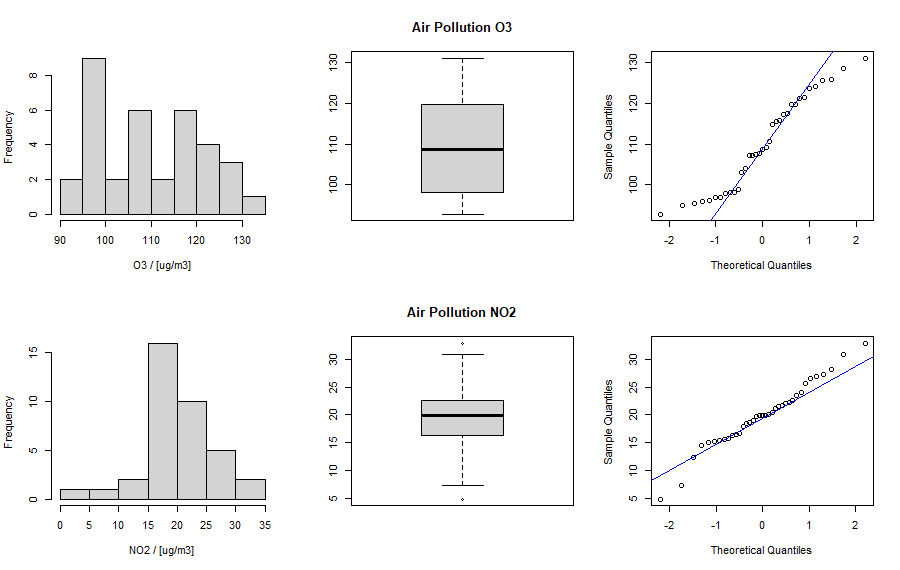 Air Pollution O3
Frequency
0 2 4 6 8
90 100 110 120 130
O3 / [ug/m3]
100 110 120 130
Sample Quantiles
100 110 120 130
-2 -1 0 1 2
Theoretical Quantiles
Air Pollution NO2
Frequency
0 5 10 15
0 5 10 15 20 25 30 35
NO2 / [ug/m3]
5 10 15 20 25 30
Sample Quantiles
5 10 15 20 25 30
-2 -1 0 1 2
Theoretical Quantiles